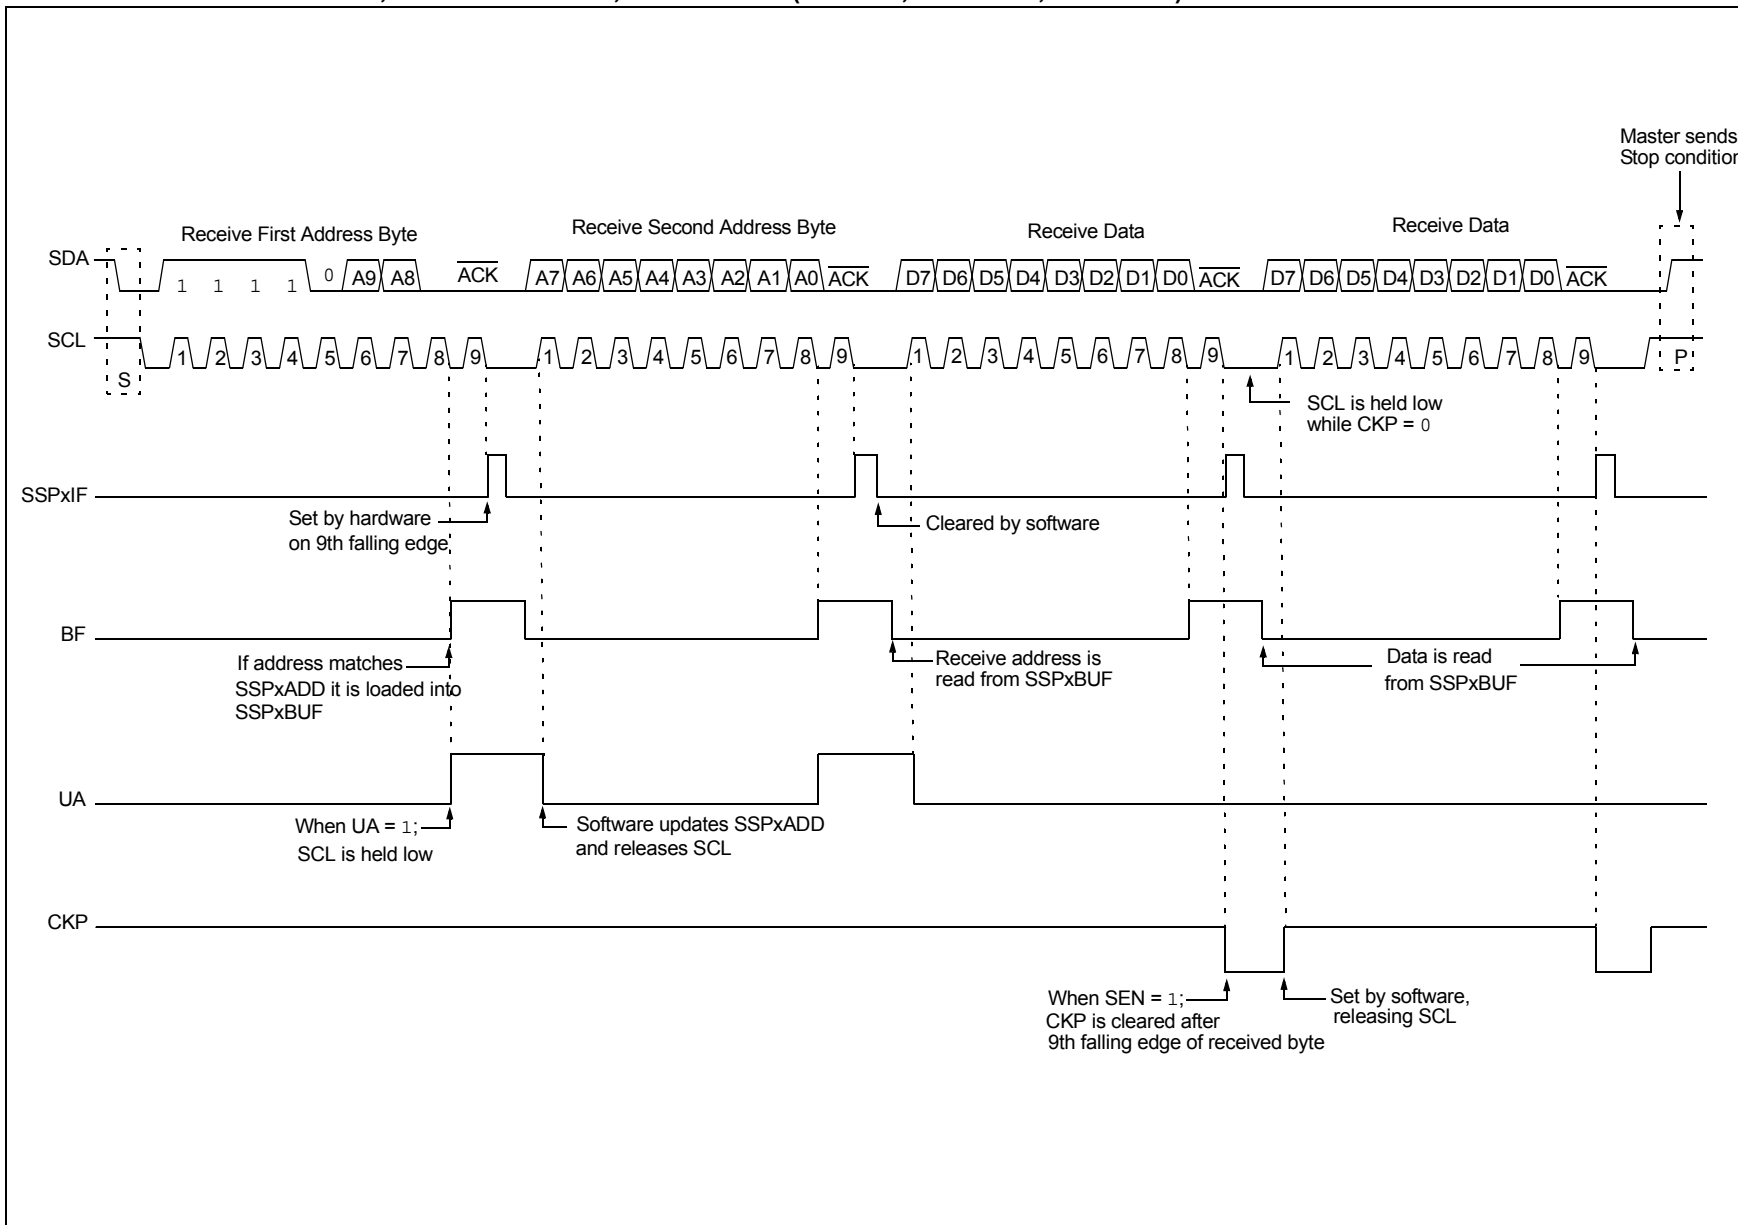 Master sends
Stop condition
Receive First Address Byte
Receive Second Address Byte
Receive Data
Receive Data
SDA
1 1 1 1 0 A9 A8 ACK A7 A6 A5 A4 A3 A2 A1 A0 ACK D7 D6 D5 D4 D3 D2 D1 D0 ACK D7 D6 D5 D4 D3 D2 D1 D0 ACK
SCL
S 1 2 3 4 5 6 7 8 9 1 2 3 4 5 6 7 8 9 1 2 3 4 5 6 7 8 9 1 2 3 4 5 6 7 8 9 P
SCL is held low
while CKP = 0
SSPxIF
Set by hardware
on 9th falling edge
Cleared by software
BF
If address matches
SSPxADD it is loaded into
SSPxBUF
Receive address is
read from SSPxBUF
Data is read
from SSPxBUF
UA
When UA = 1;
SCL is held low
Software updates SSPxADD
and releases SCL
CKP
When SEN = 1;
CKP is cleared after
9th falling edge of received byte
Set by software,
releasing SCL